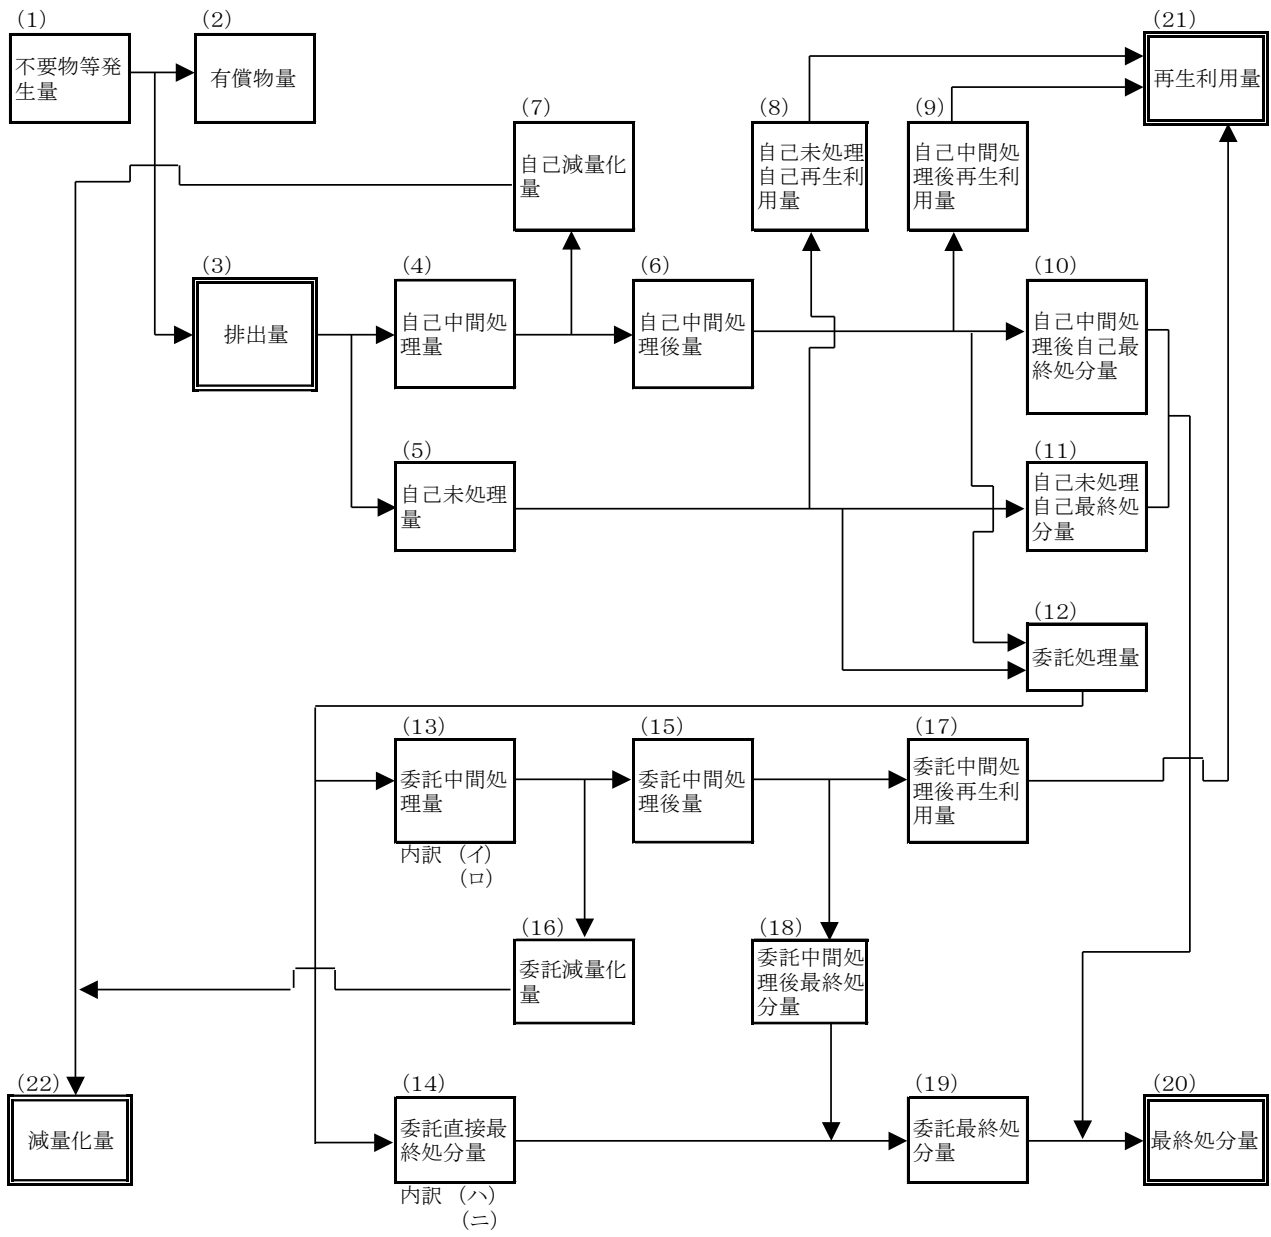 (1)
不要物等発
生量
(2)
有償物量
(21)
再生利用量
(7)
自己減量化
量
(8)
自己未処理
自己再生利
用量
(9)
自己中間処
理後再生利
用量
(3)
排出量
(4)
自己中間処
理量
(6)
自己中間処
理後量
(10)
自己中間処
理後自己最
終処分量
(5)
自己未処理
量
(11)
自己未処理
自己最終処
分量
(12)
委託処理量
(13)
委託中間処
理量
内訳 (イ)
(ロ)
(15)
委託中間処
理後量
(17)
委託中間処
理後再生利
用量
(16)
委託減量化
量
(18)
委託中間処
理後最終処
分量
(22)
減量化量
(14)
委託直接最
終処分量
内訳 (ハ)
(ニ)
(19)
委託最終処
分量
(20)
最終処分量